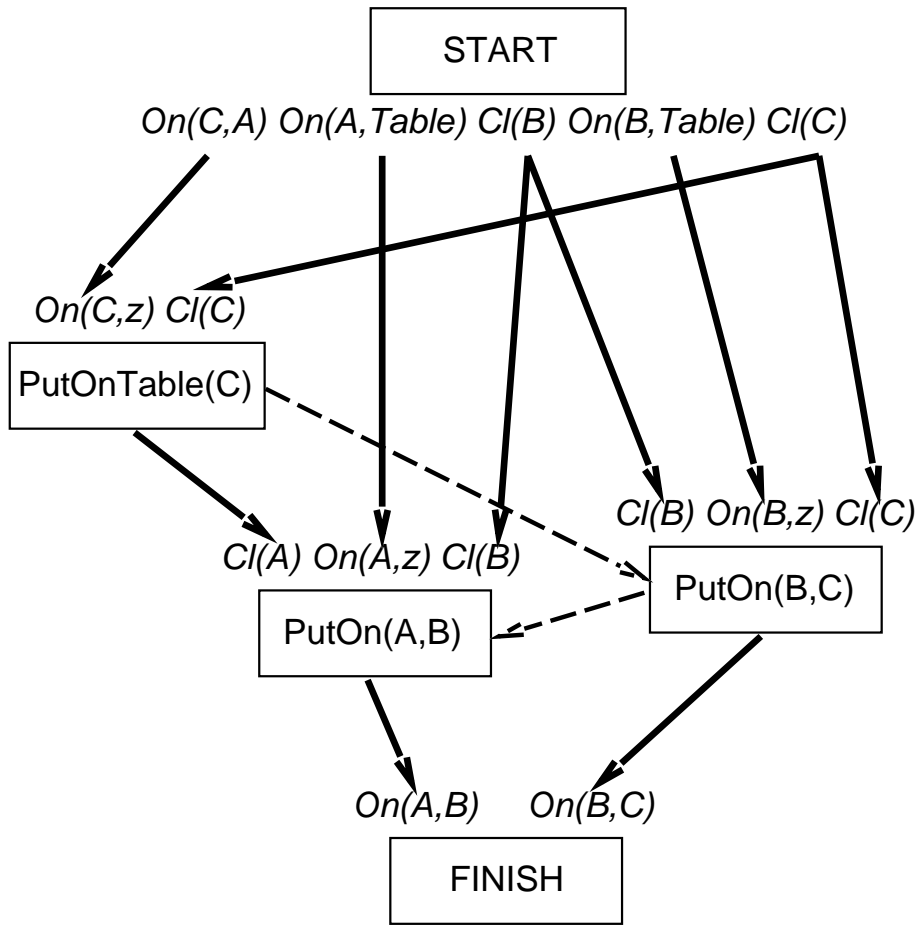 START
On(C,A) On(A,Table) Cl(B) On(B,Table) Cl(C)
On(C,z) Cl(C)
PutOnTable(C)
Cl(B) On(B,z) Cl(C)
Cl(A) On(A,z) Cl(B)
PutOn(B,C)
PutOn(A,B)
On(A,B) On(B,C)
FINISH